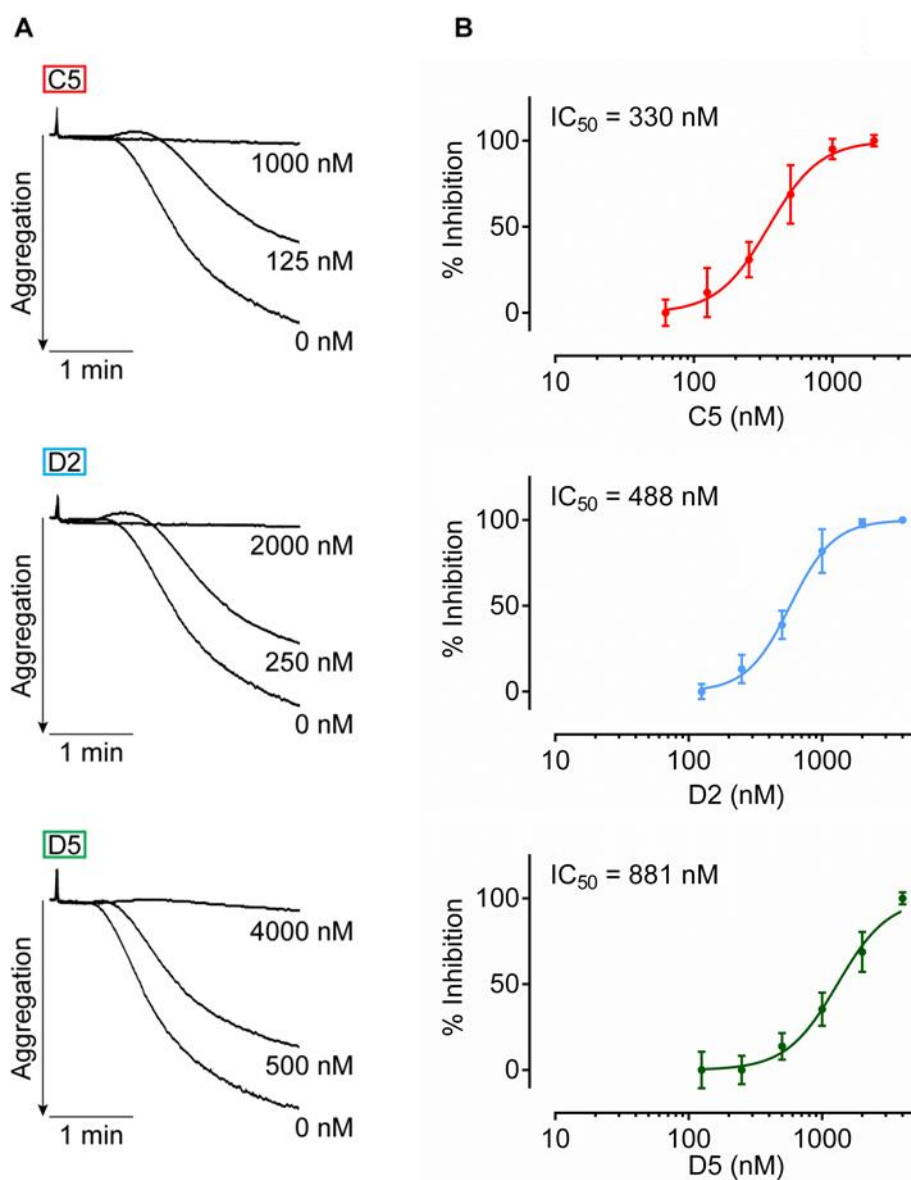 A
B
C5
Aggregation
1000 nM
125 nM
0 nM
1 min
IC50 = 330 nM
% Inhibition
100
50
0
10 100 1000
C5 (nM)
D2
Aggregation
2000 nM
250 nM
0 nM
1 min
IC50 = 488 nM
% Inhibition
100
50
0
10 100 1000
D2 (nM)
D5
Aggregation
4000 nM
500 nM
0 nM
1 min
IC50 = 881 nM
% Inhibition
100
50
0
10 100 1000
D5 (nM)